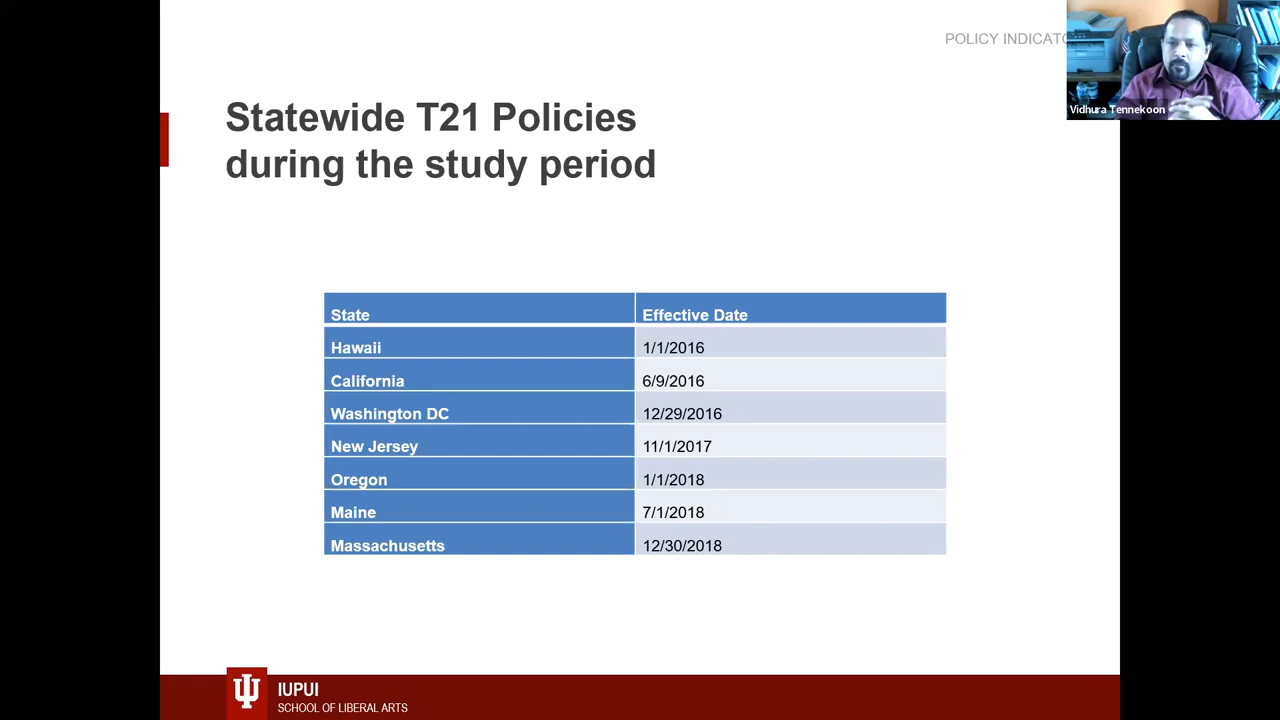 POLICY INDICATO
Vidhura Tennekoon
Statewide T21 Policies
during the study period
State Effective Date
Hawaii 1/1/2016
California 6/9/2016
Washington DC 12/29/2016
New Jersey 11/1/2017
Oregon 1/1/2018
Maine 7/1/2018
Massachusetts 12/30/2018
IUPUI
SCHOOL OF LIBERAL ARTS